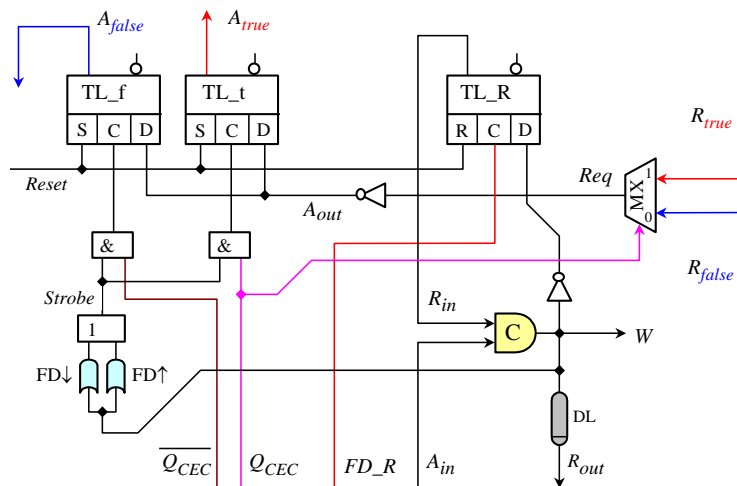 A_false A_true
TL_f TL_t TL_R
S C D S C D R C D
R_true
Reset Req MX 1 0
A_out
& &
R_false
Strobe R_in
1 C W
FD↓ FD↑
DL
Q̅_CEC Q_CEC FD_R A_in R_out